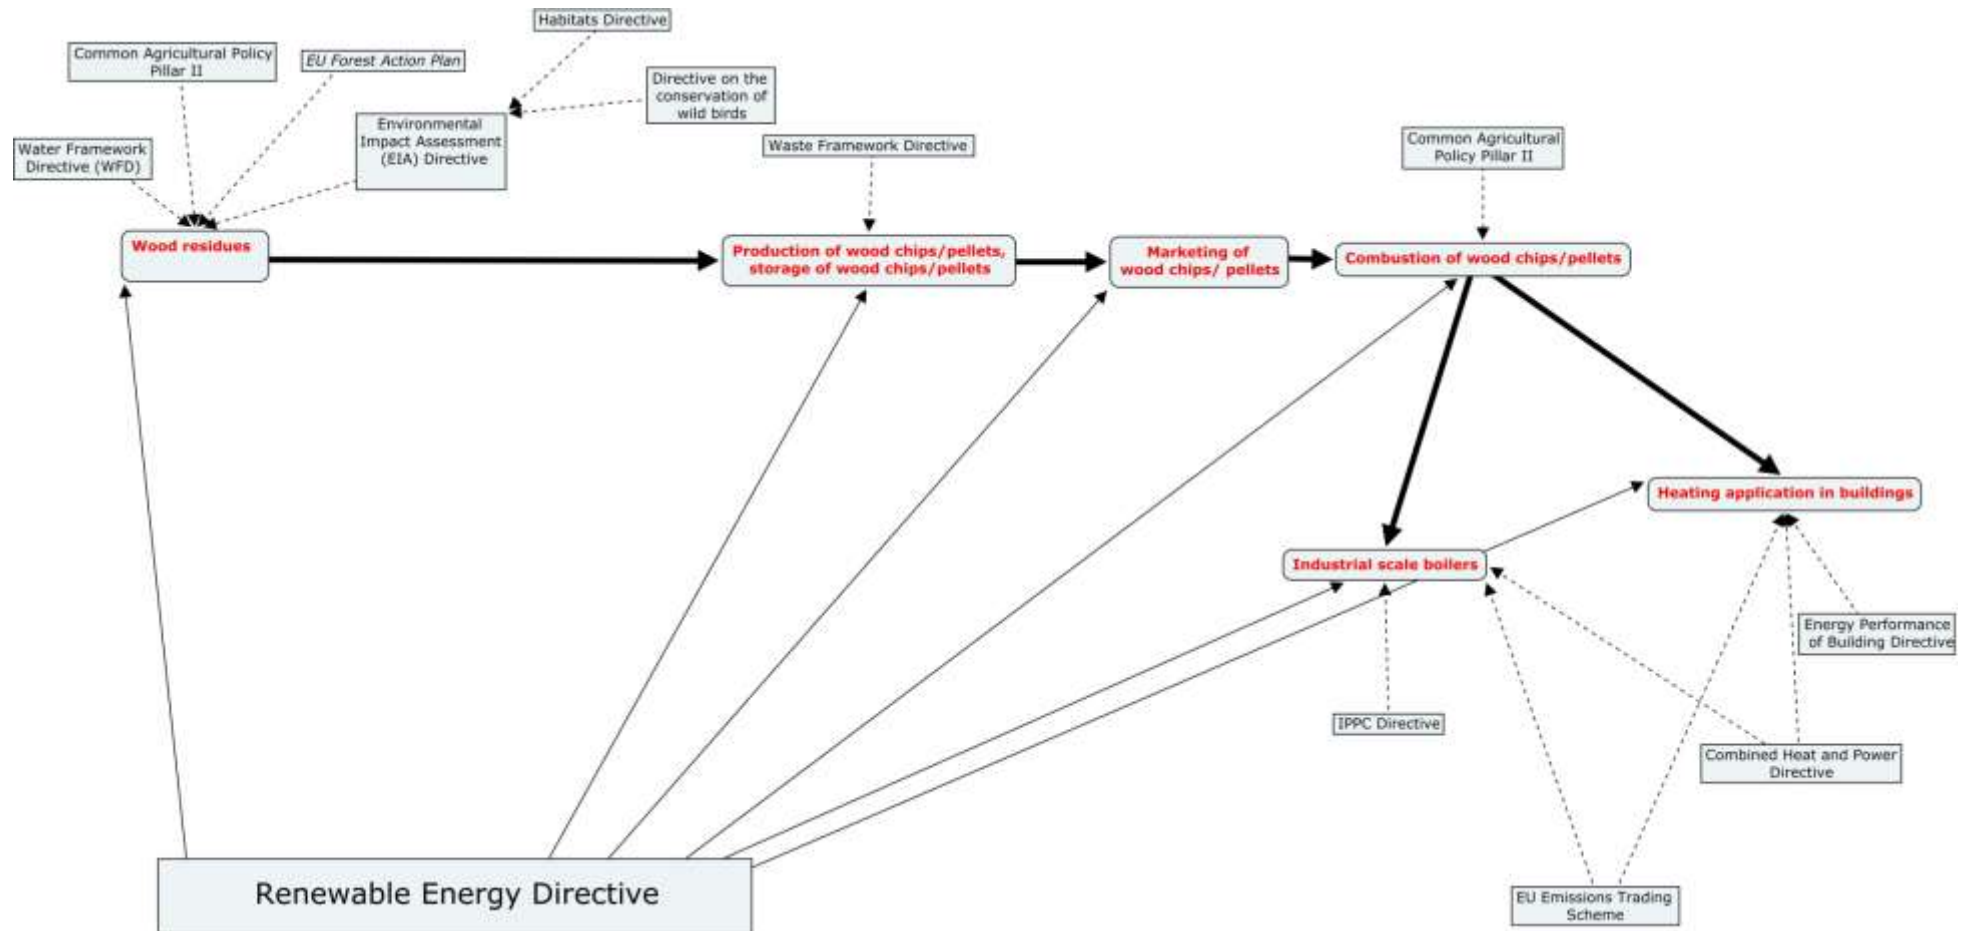 Habitats Directive
Common Agricultural Policy
Pillar II
EU Forest Action Plan
Directive on the
conservation of
wild birds
Environmental
Impact Assessment
(EIA) Directive
Water Framework
Directive (WFD)
Waste Framework Directive
Common Agricultural
Policy Pillar II
Wood residues
Production of wood chips/pellets,
storage of wood chips/pellets
Marketing of
wood chips/ pellets
Combustion of wood chips/pellets
Heating application in buildings
Industrial scale boilers
Energy Performance
of Building Directive
IPPC Directive
Combined Heat and Power
Directive
Renewable Energy Directive
EU Emissions Trading
Scheme